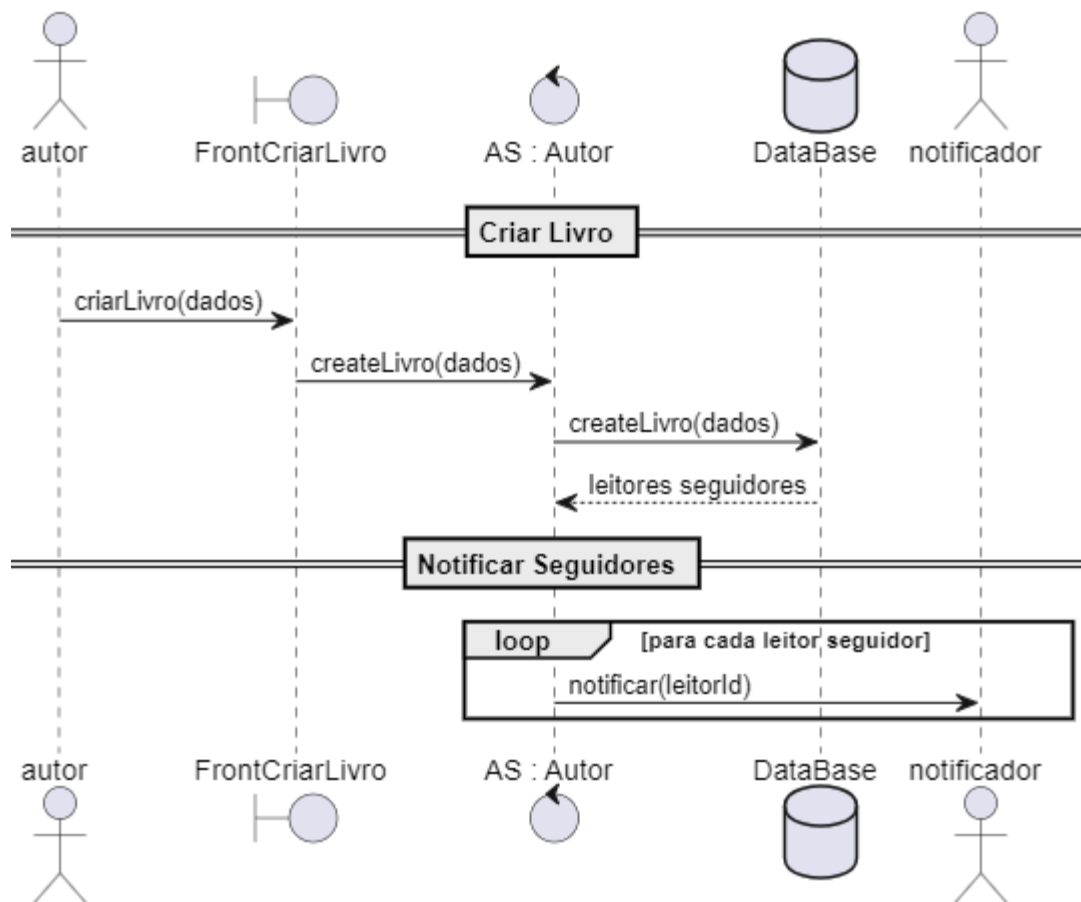 autor
FrontCriarLivro
AS : Autor
DataBase
notificador
Criar Livro
criarLivro(dados)
createLivro(dados)
createLivro(dados)
leitores seguidores
Notificar Seguidores
loop
[para cada leitor seguidor]
notificar(leitorId)
autor
FrontCriarLivro
AS : Autor
DataBase
notificador